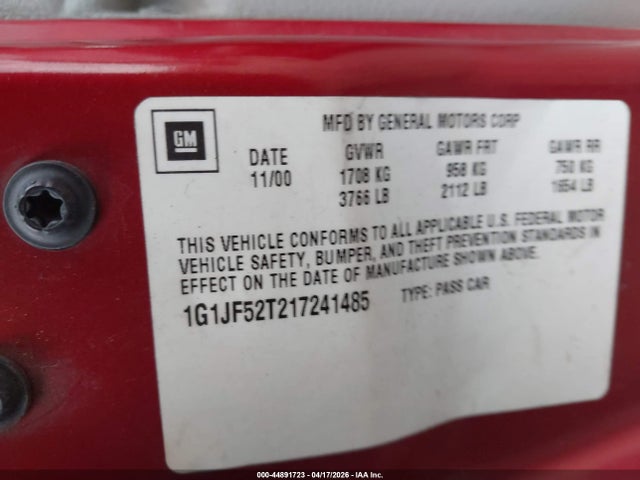 GM
MFD BY GENERAL MOTORS CORP
DATE GVWR GAWR FRT GAWR RR
11/00 1708 KG 958 KG 750 KG
3766 LB 2112 LB 1654 LB
THIS VEHICLE CONFORMS TO ALL APPLICABLE U.S. FEDERAL MOTOR
VEHICLE SAFETY, BUMPER, AND THEFT PREVENTION STANDARDS IN
EFFECT ON THE DATE OF MANUFACTURE SHOWN ABOVE.
1G1JF52T217241485 TYPE: PASS CAR
000-44891723 - 04/17/2026 - IAA Inc.